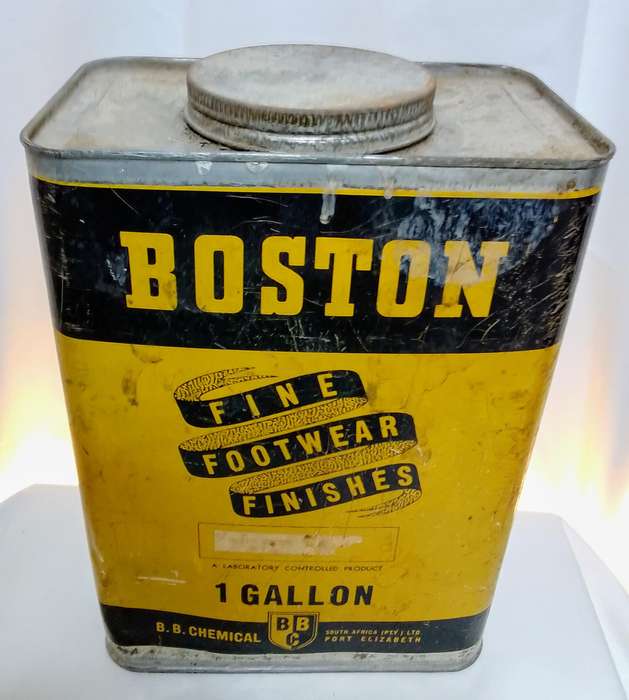 BOSTON
FINE
FOOTWEAR
FINISHES
A LABORATORY CONTROLLED PRODUCT
1 GALLON
B. B. CHEMICAL
BBC
SOUTH AFRICA (PTY) LTD
PORT ELIZABETH